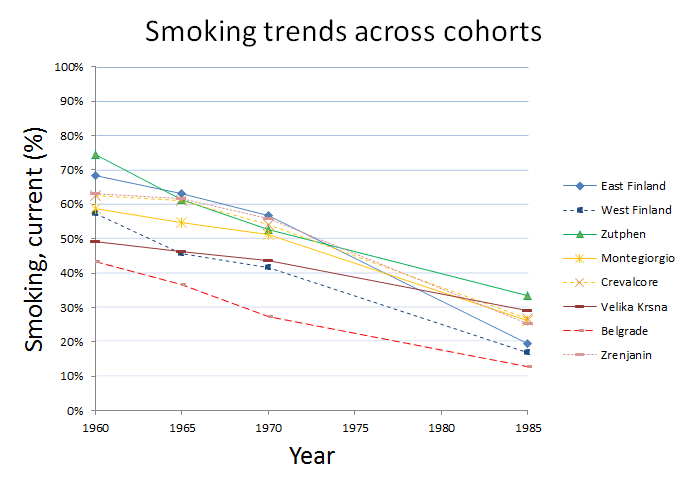 Smoking trends across cohorts
100%
90%
80%
70%
60%
50%
40%
30%
20%
10%
0%
Smoking, current (%)
1960 1965 1970 1975 1980 1985
Year
East Finland
West Finland
Zutphen
Montegiorgio
Crevalcore
Velika Krsna
Belgrade
Zrenjanin